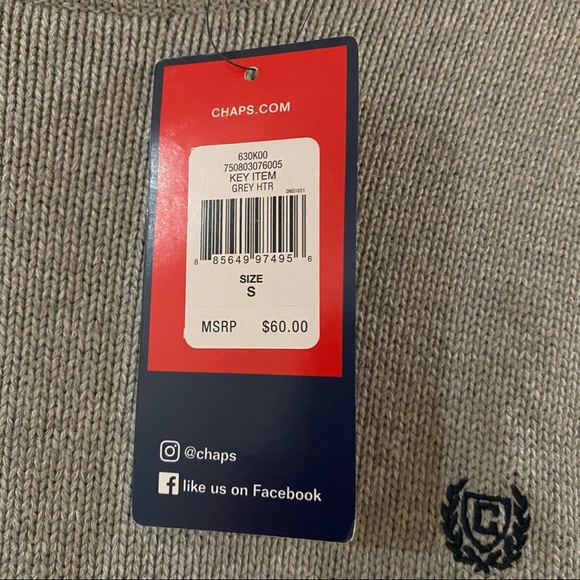 CHAPS.COM
630K00
750803076005
KEY ITEM
GREY HTR
DNS1021
8 85649 97495 6
SIZE
S
MSRP $60.00
@chaps
like us on Facebook
C